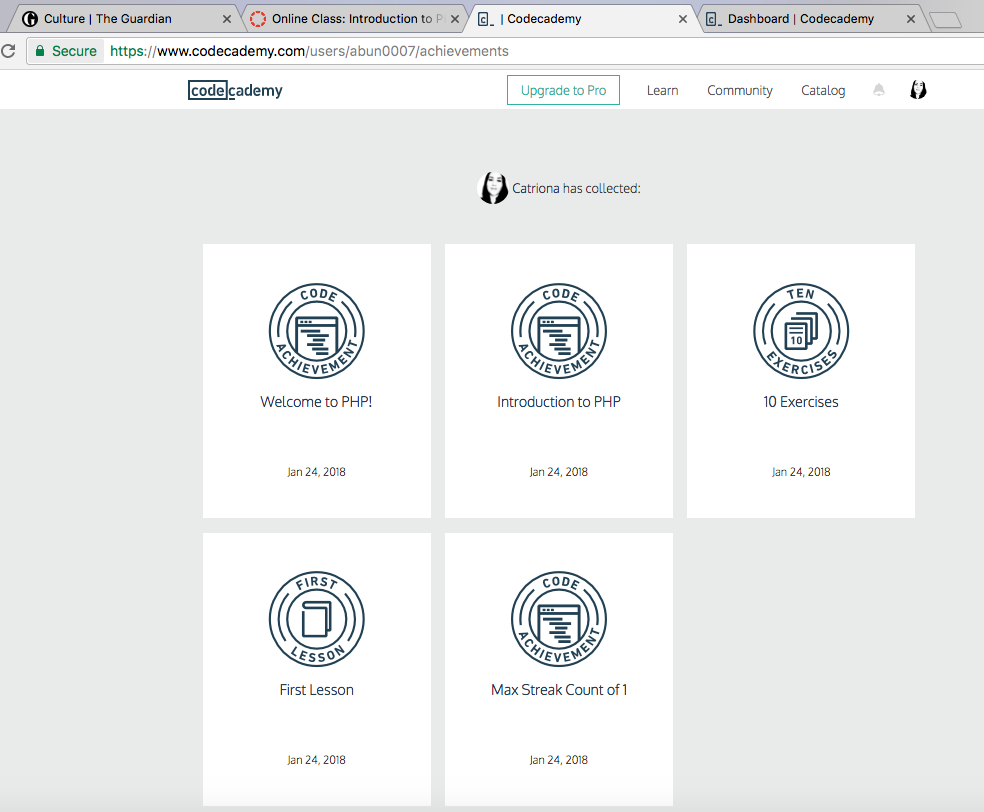 Culture | The Guardian
Online Class: Introduction to P
| Codecademy
Dashboard | Codecademy
Secure https://www.codecademy.com/users/abun0007/achievements
codecademy
Upgrade to Pro Learn Community Catalog
Catriona has collected:
CODE ACHIEVEMENT
CODE ACHIEVEMENT
TEN EXERCISES
10
Welcome to PHP!
Introduction to PHP
10 Exercises
Jan 24, 2018
Jan 24, 2018
Jan 24, 2018
FIRST LESSON
CODE ACHIEVEMENT
First Lesson
Max Streak Count of 1
Jan 24, 2018
Jan 24, 2018